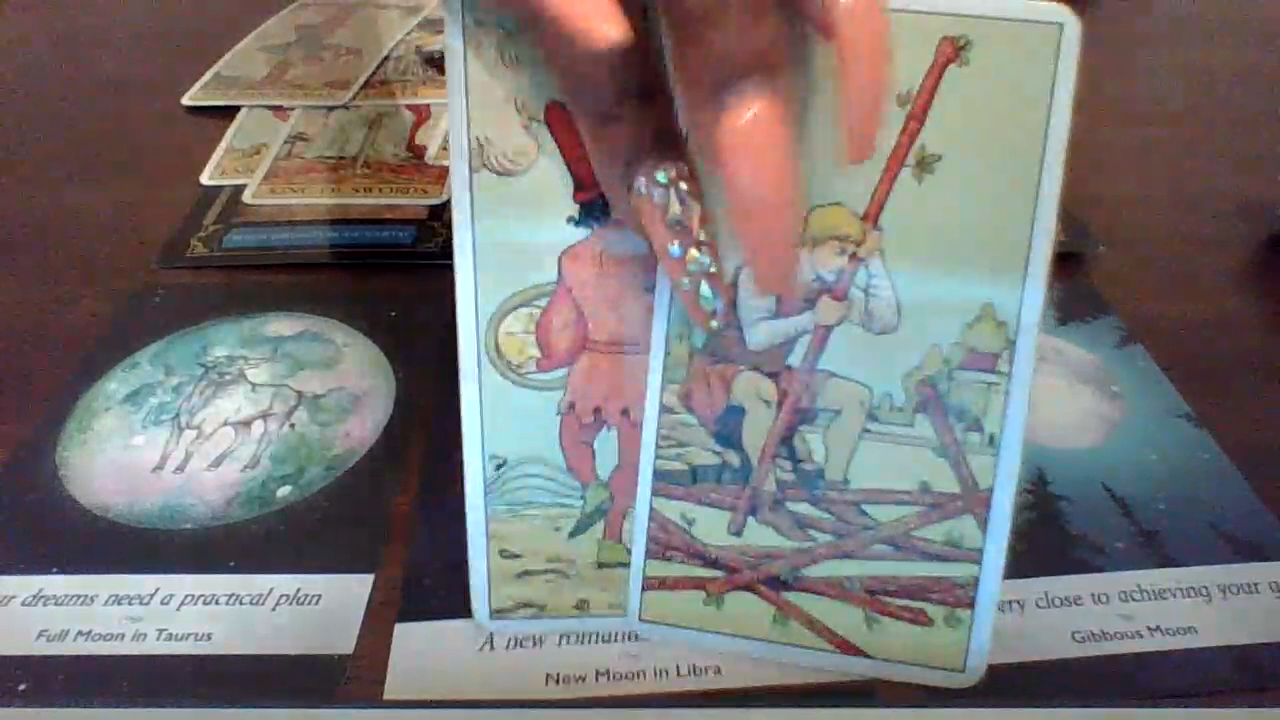 KING OF SWORDS
ur dreams need a practical plan
Full Moon in Taurus
A new
New Moon in Libra
ery close to achieving your g
Gibbous Moon